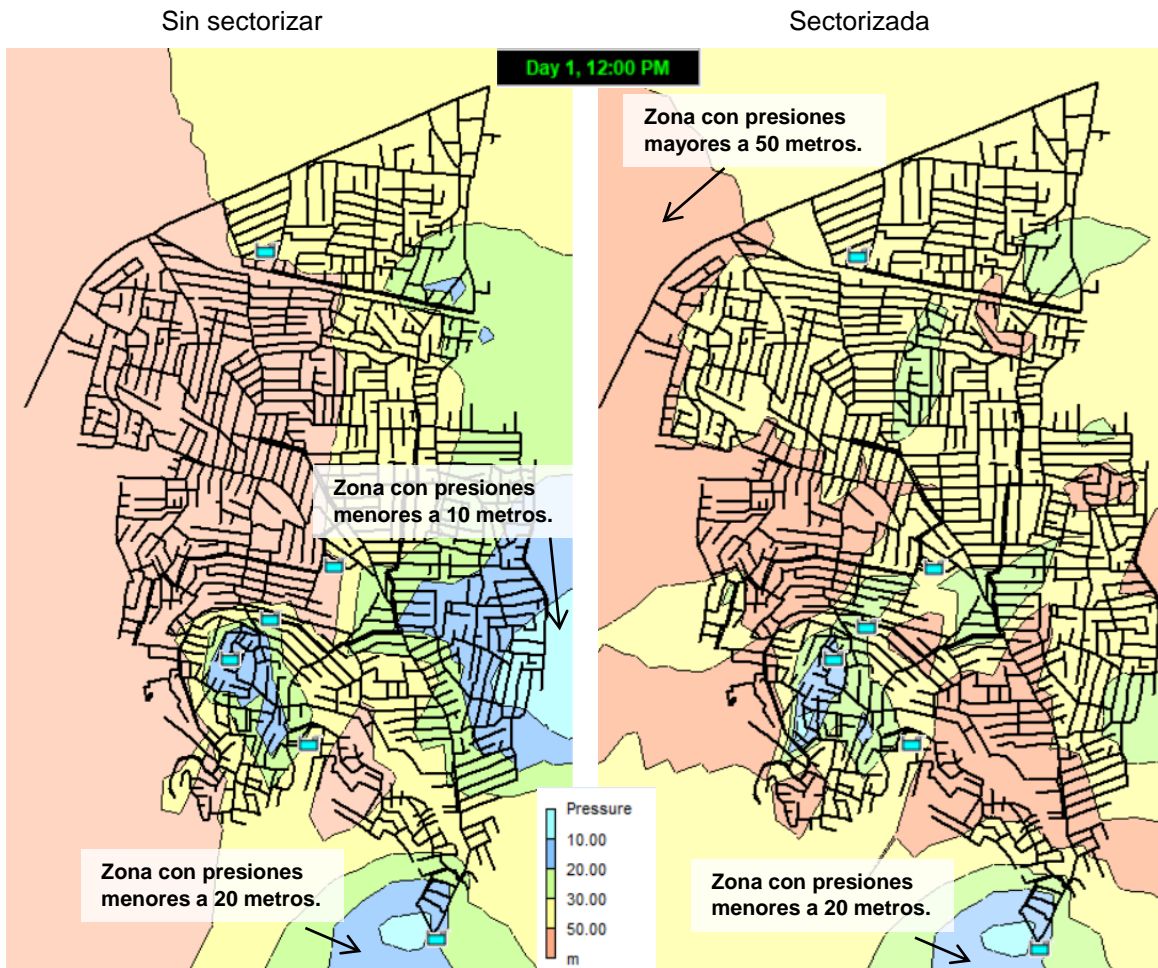 Sin sectorizar
Sectorizada
Day 1, 12:00 PM
Zona con presiones
mayores a 50 metros.
Zona con presiones
menores a 10 metros.
Pressure
10.00
20.00
30.00
50.00
m
Zona con presiones
menores a 20 metros.
Zona con presiones
menores a 20 metros.